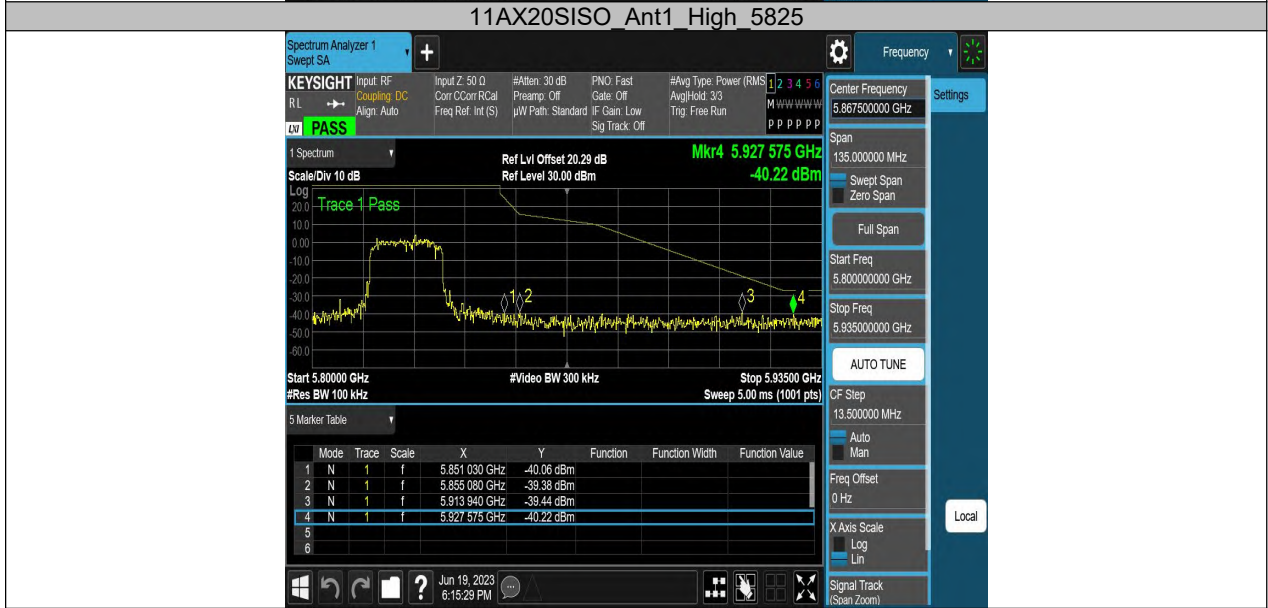 11AX20SISO_Ant1_High_5825
Spectrum Analyzer 1
Swept SA
+
Frequency
KEYSIGHT
RL
LXI
PASS
Input: RF
Coupling: DC
Align: Auto
Input Z: 50 Ω
Corr CCorr RCal
Freq Ref: Int (S)
#Atten: 30 dB
Preamp: Off
µW Path: Standard
PNO: Fast
Gate: Off
IF Gain: Low
Sig Track: Off
#Avg Type: Power (RMS
Avg|Hold: 3/3
Trig: Free Run
1 2 3 4 5 6
M W W W W W
P P P P P P
1 Spectrum
Scale/Div 10 dB
Ref Lvl Offset 20.29 dB
Ref Level 30.00 dBm
Mkr4 5.927 575 GHz
-40.22 dBm
Log
Trace 1 Pass
20.0
10.0
0.00
-10.0
-20.0
-30.0
-40.0
-50.0
-60.0
1
2
3
4
Start 5.80000 GHz
#Res BW 100 kHz
#Video BW 300 kHz
Stop 5.93500 GHz
Sweep 5.00 ms (1001 pts)
5 Marker Table
Mode Trace Scale X Y Function Function Width Function Value
1 N 1 f 5.851 030 GHz -40.06 dBm
2 N 1 f 5.855 080 GHz -39.38 dBm
3 N 1 f 5.913 940 GHz -39.44 dBm
4 N 1 f 5.927 575 GHz -40.22 dBm
5
6
?
Jun 19, 2023
6:15:29 PM
Center Frequency
5.867500000 GHz
Settings
Span
135.000000 MHz
Swept Span
Zero Span
Full Span
Start Freq
5.800000000 GHz
Stop Freq
5.935000000 GHz
AUTO TUNE
CF Step
13.500000 MHz
Auto
Man
Freq Offset
0 Hz
X Axis Scale
Log
Lin
Local
Signal Track
(Span Zoom)